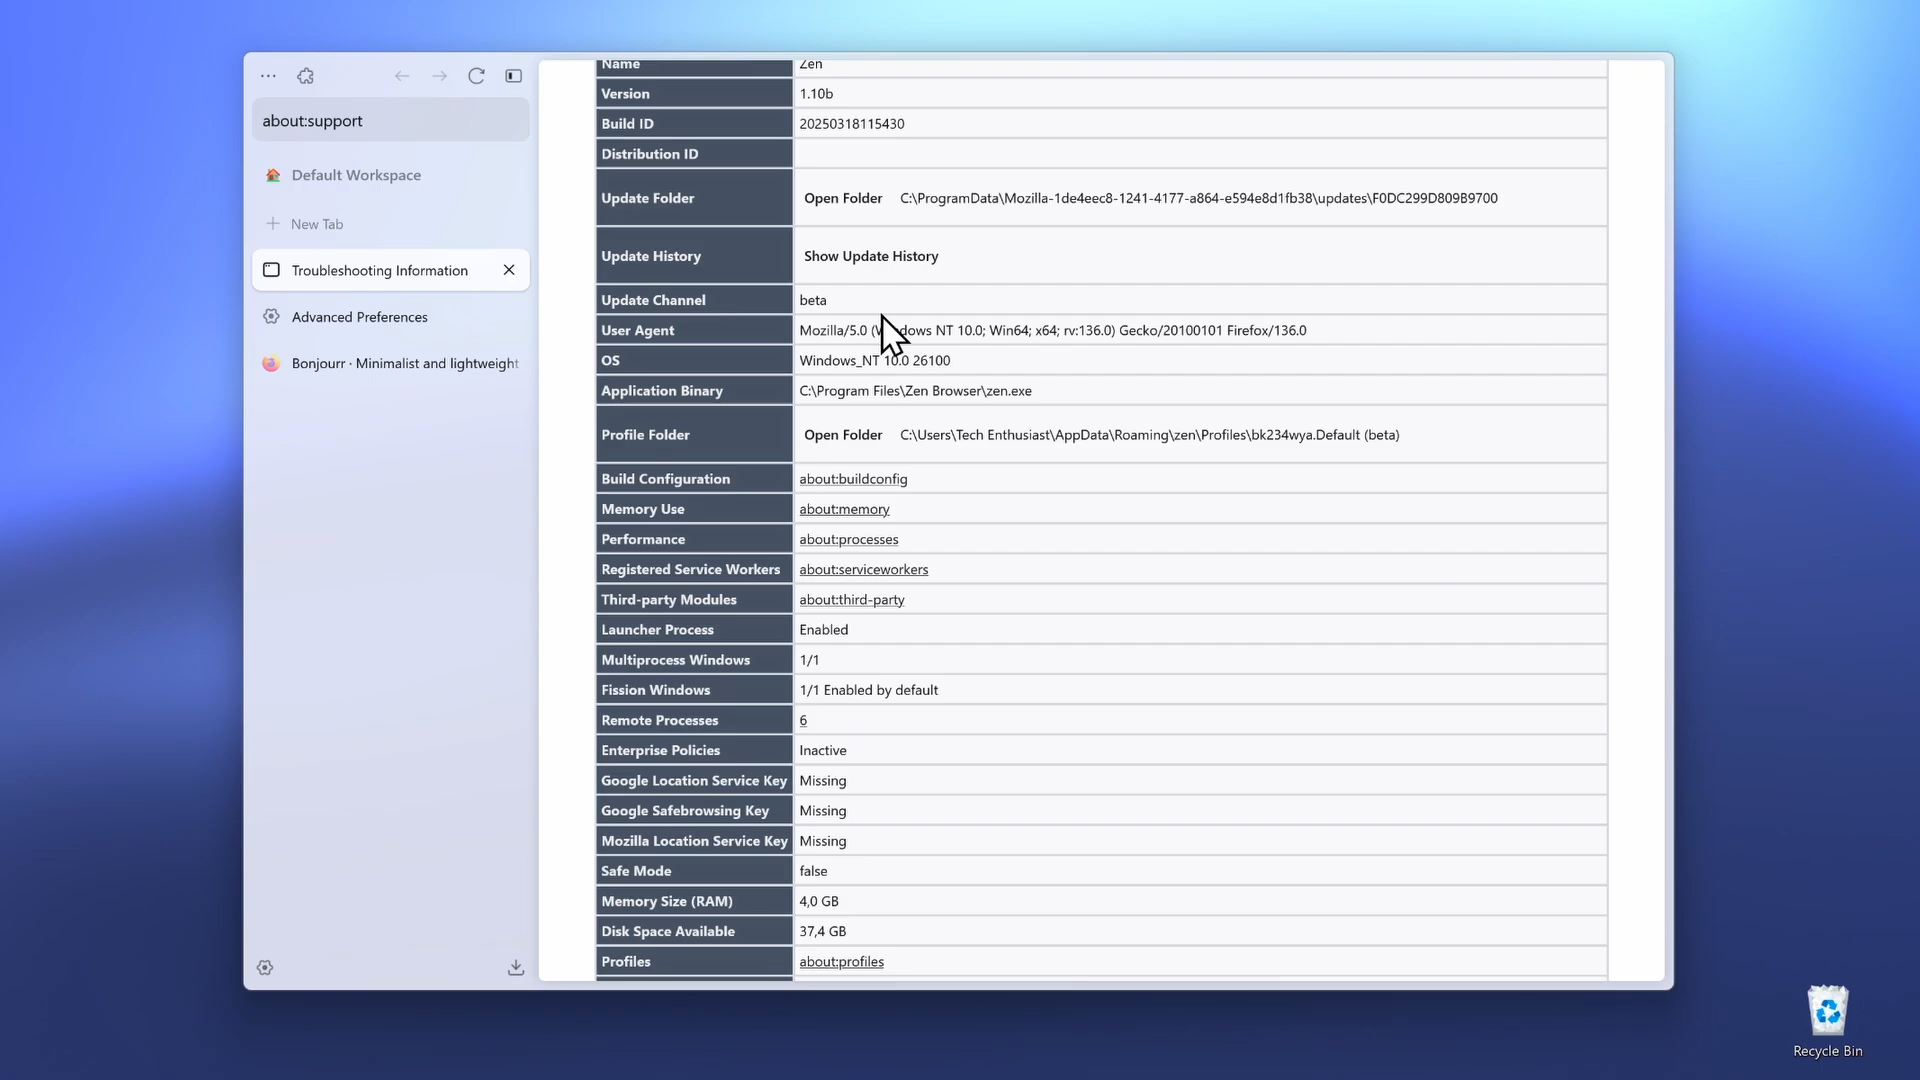 about:support
Default Workspace
New Tab
Troubleshooting Information
Advanced Preferences
Bonjourr · Minimalist and lightweight
Name Zen
Version 1.10b
Build ID 20250318115430
Distribution ID
Update Folder Open Folder C:\ProgramData\Mozilla-1de4eec8-1241-4177-a864-e594e8d1fb38\updates\F0DC299D809B9700
Update History Show Update History
Update Channel beta
User Agent Mozilla/5.0 (Windows NT 10.0; Win64; x64; rv:136.0) Gecko/20100101 Firefox/136.0
OS Windows_NT 10.0 26100
Application Binary C:\Program Files\Zen Browser\zen.exe
Profile Folder Open Folder C:\Users\Tech Enthusiast\AppData\Roaming\zen\Profiles\bk234wya.Default (beta)
Build Configuration about:buildconfig
Memory Use about:memory
Performance about:processes
Registered Service Workers about:serviceworkers
Third-party Modules about:third-party
Launcher Process Enabled
Multiprocess Windows 1/1
Fission Windows 1/1 Enabled by default
Remote Processes 6
Enterprise Policies Inactive
Google Location Service Key Missing
Google Safebrowsing Key Missing
Mozilla Location Service Key Missing
Safe Mode false
Memory Size (RAM) 4,0 GB
Disk Space Available 37,4 GB
Profiles about:profiles
Recycle Bin